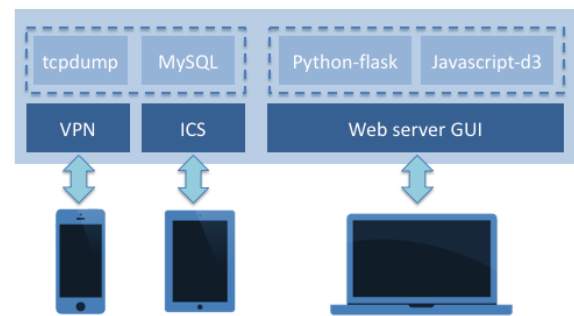 tcpdump MySQL Python-flask Javascript-d3
VPN ICS Web server GUI